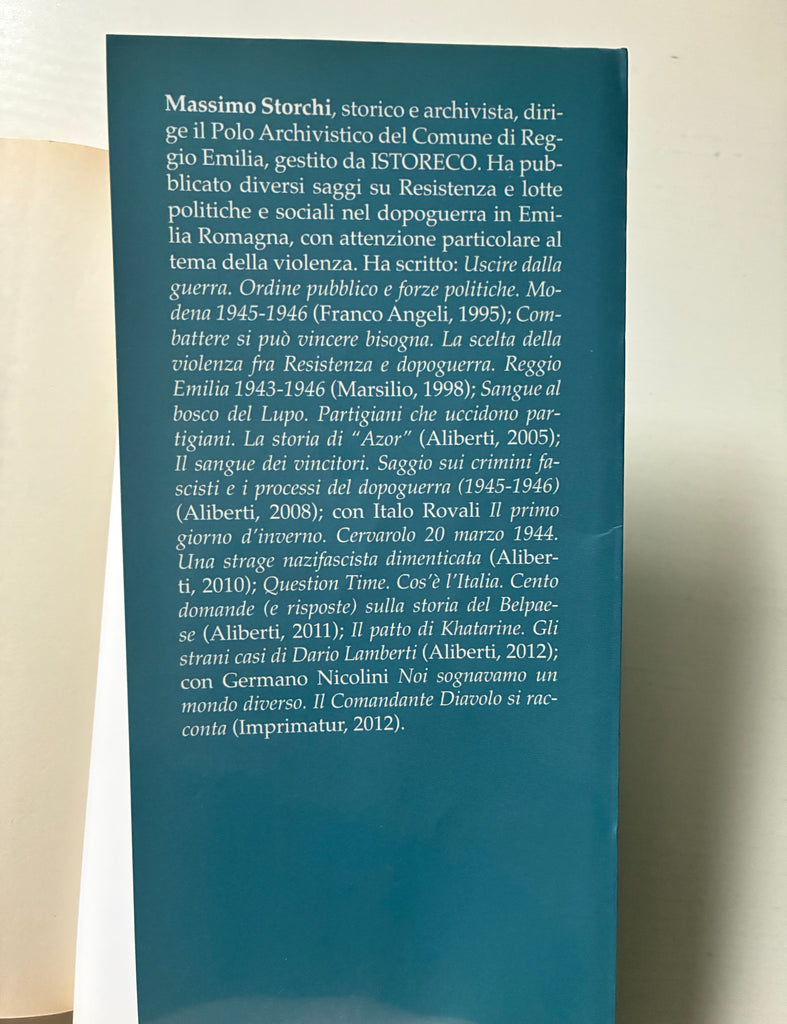 Massimo Storchi, storico e archivista, diri-
ge il Polo Archivistico del Comune di Reg-
gio Emilia, gestito da ISTORECO. Ha pub-
blicato diversi saggi su Resistenza e lotte
politiche e sociali nel dopoguerra in Emi-
lia Romagna, con attenzione particolare al
tema della violenza. Ha scritto: Uscire dalla
guerra. Ordine pubblico e forze politiche. Mo-
dena 1945-1946 (Franco Angeli, 1995); Com-
battere si può vincere bisogna. La scelta della
violenza fra Resistenza e dopoguerra. Reggio
Emilia 1943-1946 (Marsilio, 1998); Sangue al
bosco del Lupo. Partigiani che uccidono par-
tigiani. La storia di “Azor” (Aliberti, 2005);
Il sangue dei vincitori. Saggio sui crimini fa-
scisti e i processi del dopoguerra (1945-1946)
(Aliberti, 2008); con Italo Rovali Il primo
giorno d’inverno. Cervarolo 20 marzo 1944.
Una strage nazifascista dimenticata (Aliber-
ti, 2010); Question Time. Cos’è l’Italia. Cento
domande (e risposte) sulla storia del Belpae-
se (Aliberti, 2011); Il patto di Khatarine. Gli
strani casi di Dario Lamberti (Aliberti, 2012);
con Germano Nicolini Noi sognavamo un
mondo diverso. Il Comandante Diavolo si rac-
conta (Imprimatur, 2012).